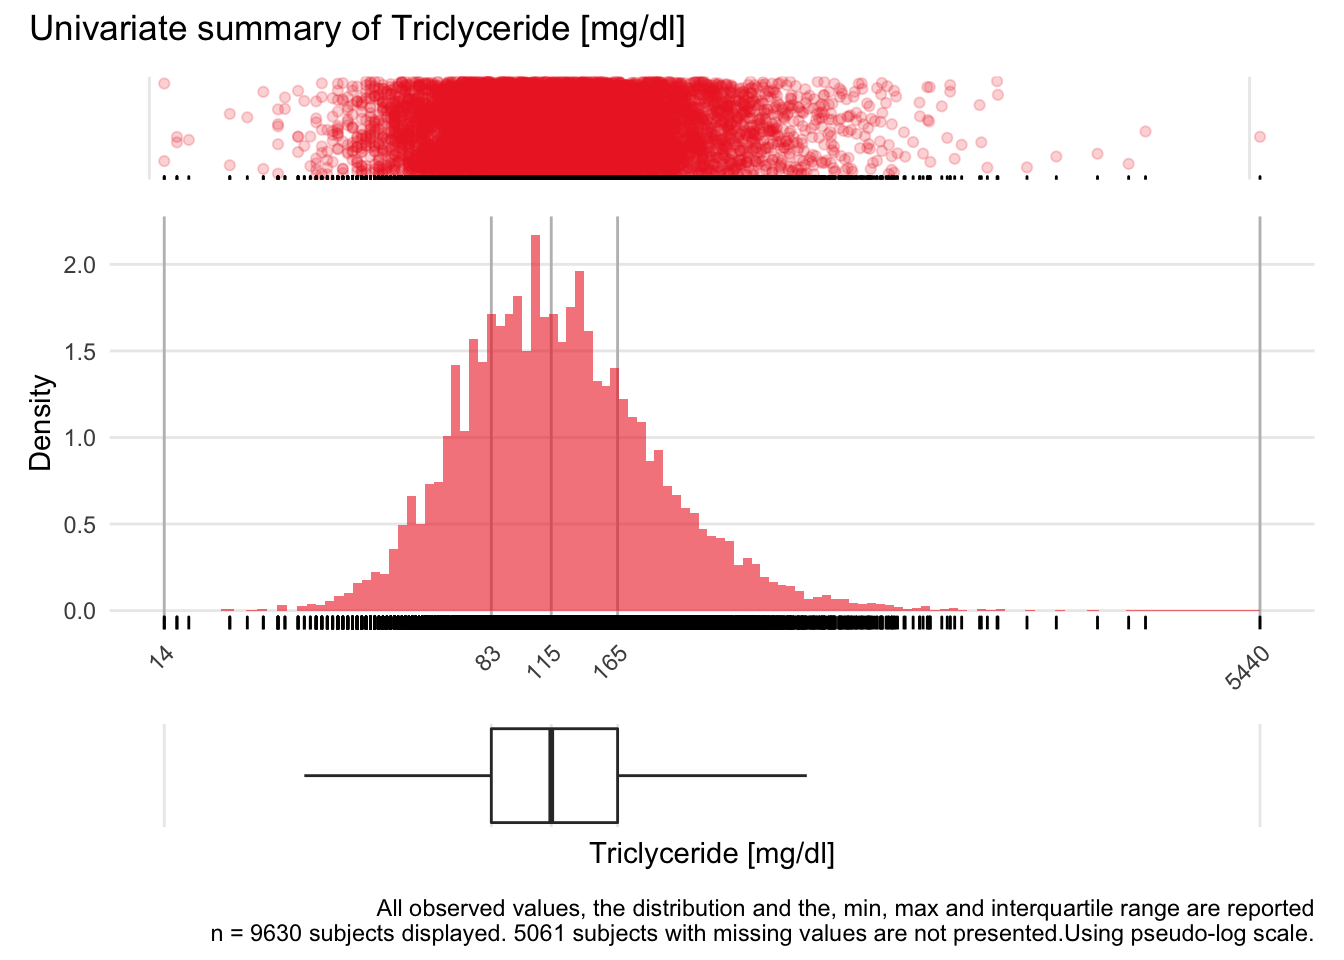 Univariate summary of Triclyceride [mg/dl]
2.0
1.5
1.0
0.5
0.0
Density
14
83
115
165
5440
Triclyceride [mg/dl]
All observed values, the distribution and the, min, max and interquartile range are reported
n = 9630 subjects displayed. 5061 subjects with missing values are not presented.Using pseudo-log scale.